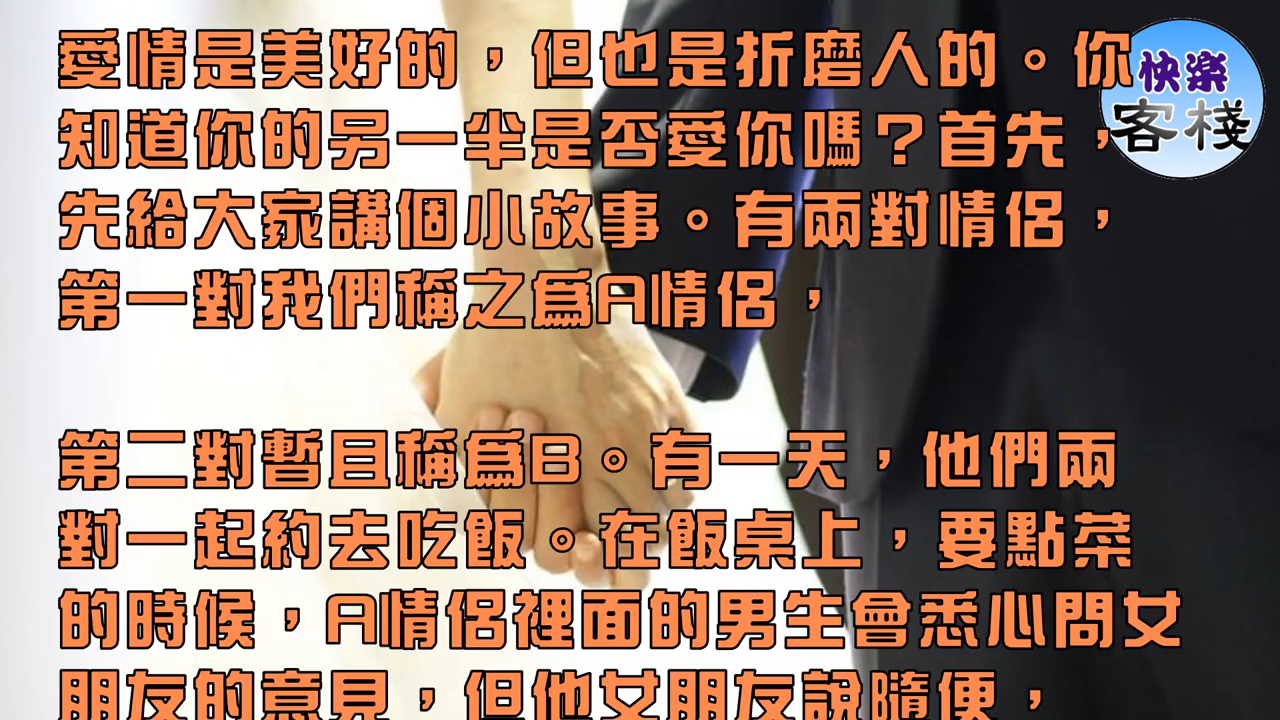 愛情是美好的，但也是折磨人的。你
知道你的另一半是否愛你嗎？首先，
先給大家講個小故事。有兩對情侶，
第一對我們稱之為A情侶，
第二對暫且稱為B。有一天，他們兩
對一起約去吃飯。在飯桌上，要點菜
的時候，A情侶裡面的男生會悉心問女
朋友的意見，但他女朋友說隨便，
快樂
客棧